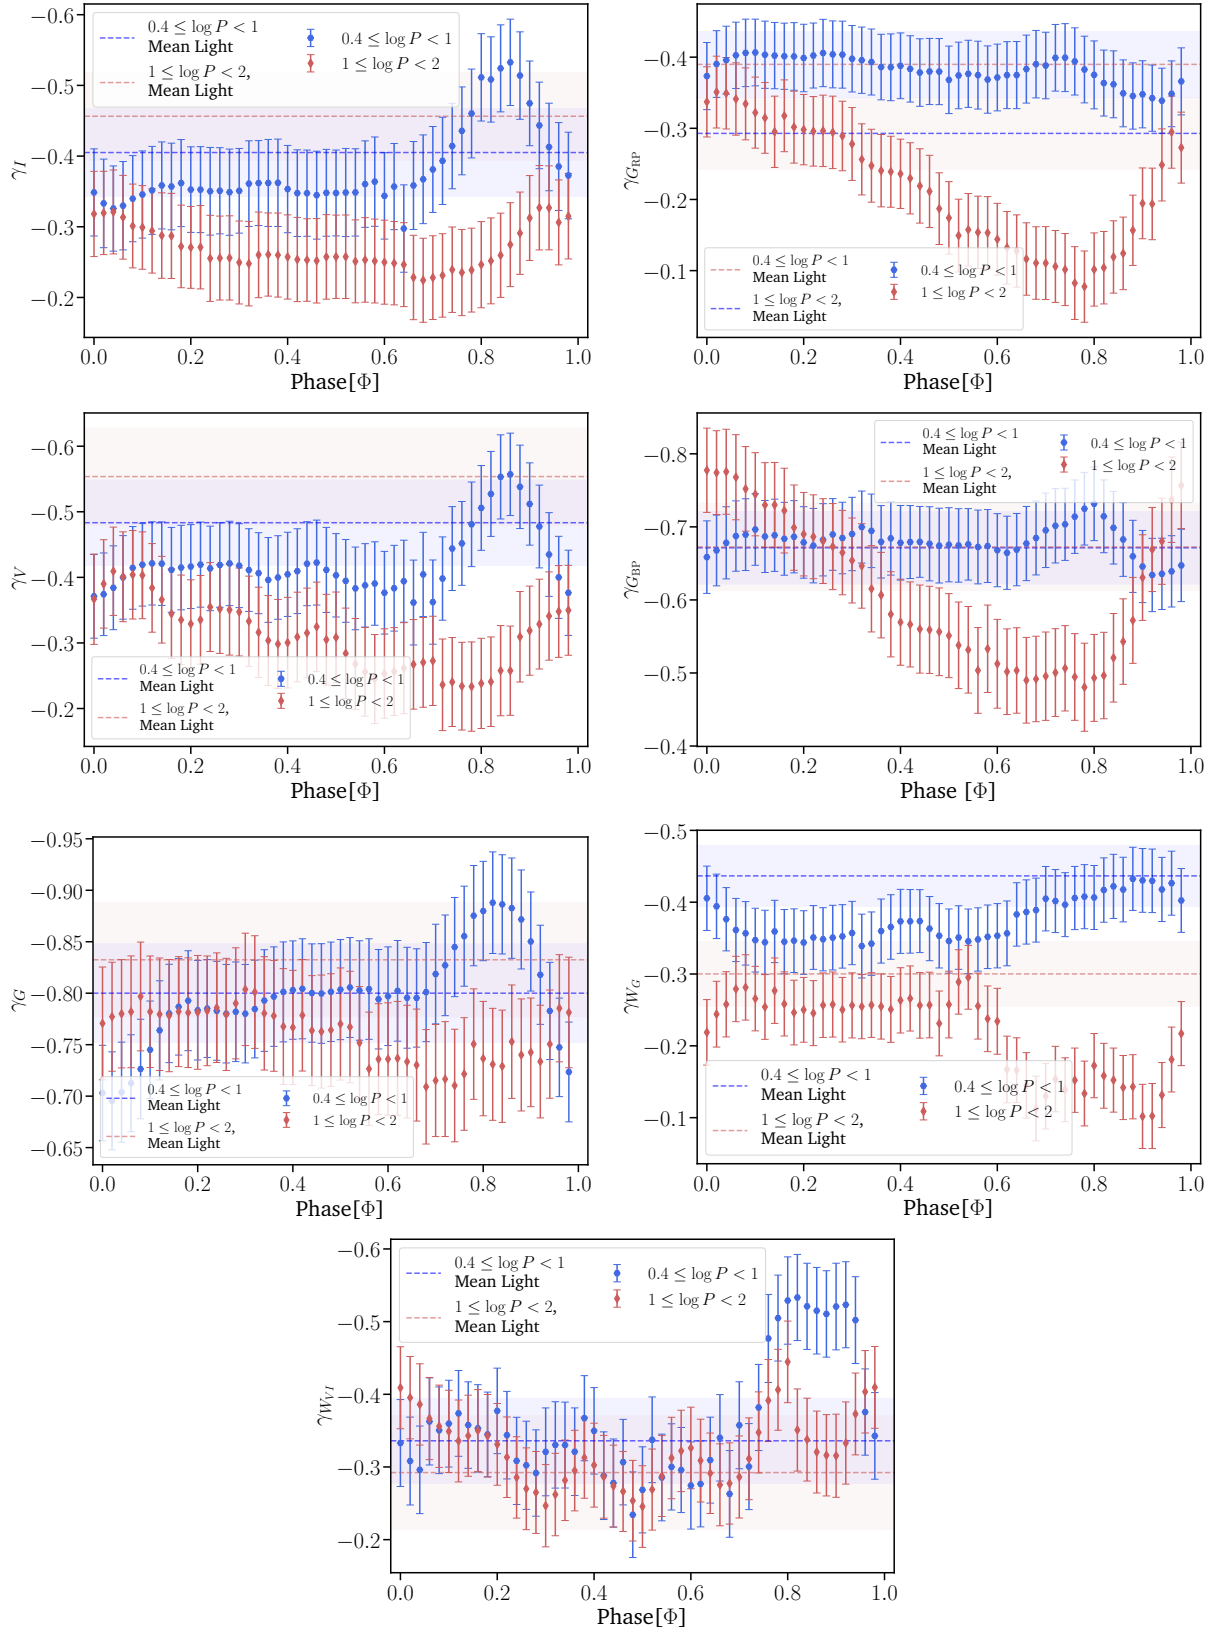 −0.6
−0.5
−0.4
−0.3
−0.2
γ_I
0.4 ≤ log P < 1
Mean Light
1 ≤ log P < 2,
Mean Light
0.4 ≤ log P < 1
1 ≤ log P < 2
0.0 0.2 0.4 0.6 0.8 1.0
Phase[Φ]
−0.4
−0.3
−0.2
−0.1
γ_{G_RP}
0.4 ≤ log P < 1
Mean Light
1 ≤ log P < 2,
Mean Light
0.4 ≤ log P < 1
1 ≤ log P < 2
0.0 0.2 0.4 0.6 0.8 1.0
Phase[Φ]
−0.6
−0.5
−0.4
−0.3
−0.2
γ_V
0.4 ≤ log P < 1
Mean Light
1 ≤ log P < 2,
Mean Light
0.4 ≤ log P < 1
1 ≤ log P < 2
0.0 0.2 0.4 0.6 0.8 1.0
Phase[Φ]
−0.8
−0.7
−0.6
−0.5
−0.4
γ_{G_BP}
0.4 ≤ log P < 1
Mean Light
1 ≤ log P < 2,
Mean Light
0.4 ≤ log P < 1
1 ≤ log P < 2
0.0 0.2 0.4 0.6 0.8 1.0
Phase [Φ]
−0.95
−0.90
−0.85
−0.80
−0.75
−0.70
−0.65
γ_G
0.4 ≤ log P < 1
Mean Light
1 ≤ log P < 2,
Mean Light
0.4 ≤ log P < 1
1 ≤ log P < 2
0.0 0.2 0.4 0.6 0.8 1.0
Phase[Φ]
−0.5
−0.4
−0.3
−0.2
−0.1
γ_{W_G}
0.4 ≤ log P < 1
Mean Light
1 ≤ log P < 2,
Mean Light
0.4 ≤ log P < 1
1 ≤ log P < 2
0.0 0.2 0.4 0.6 0.8 1.0
Phase[Φ]
−0.6
−0.5
−0.4
−0.3
−0.2
γ_{W_VI}
0.4 ≤ log P < 1
Mean Light
1 ≤ log P < 2,
Mean Light
0.4 ≤ log P < 1
1 ≤ log P < 2
0.0 0.2 0.4 0.6 0.8 1.0
Phase[Φ]